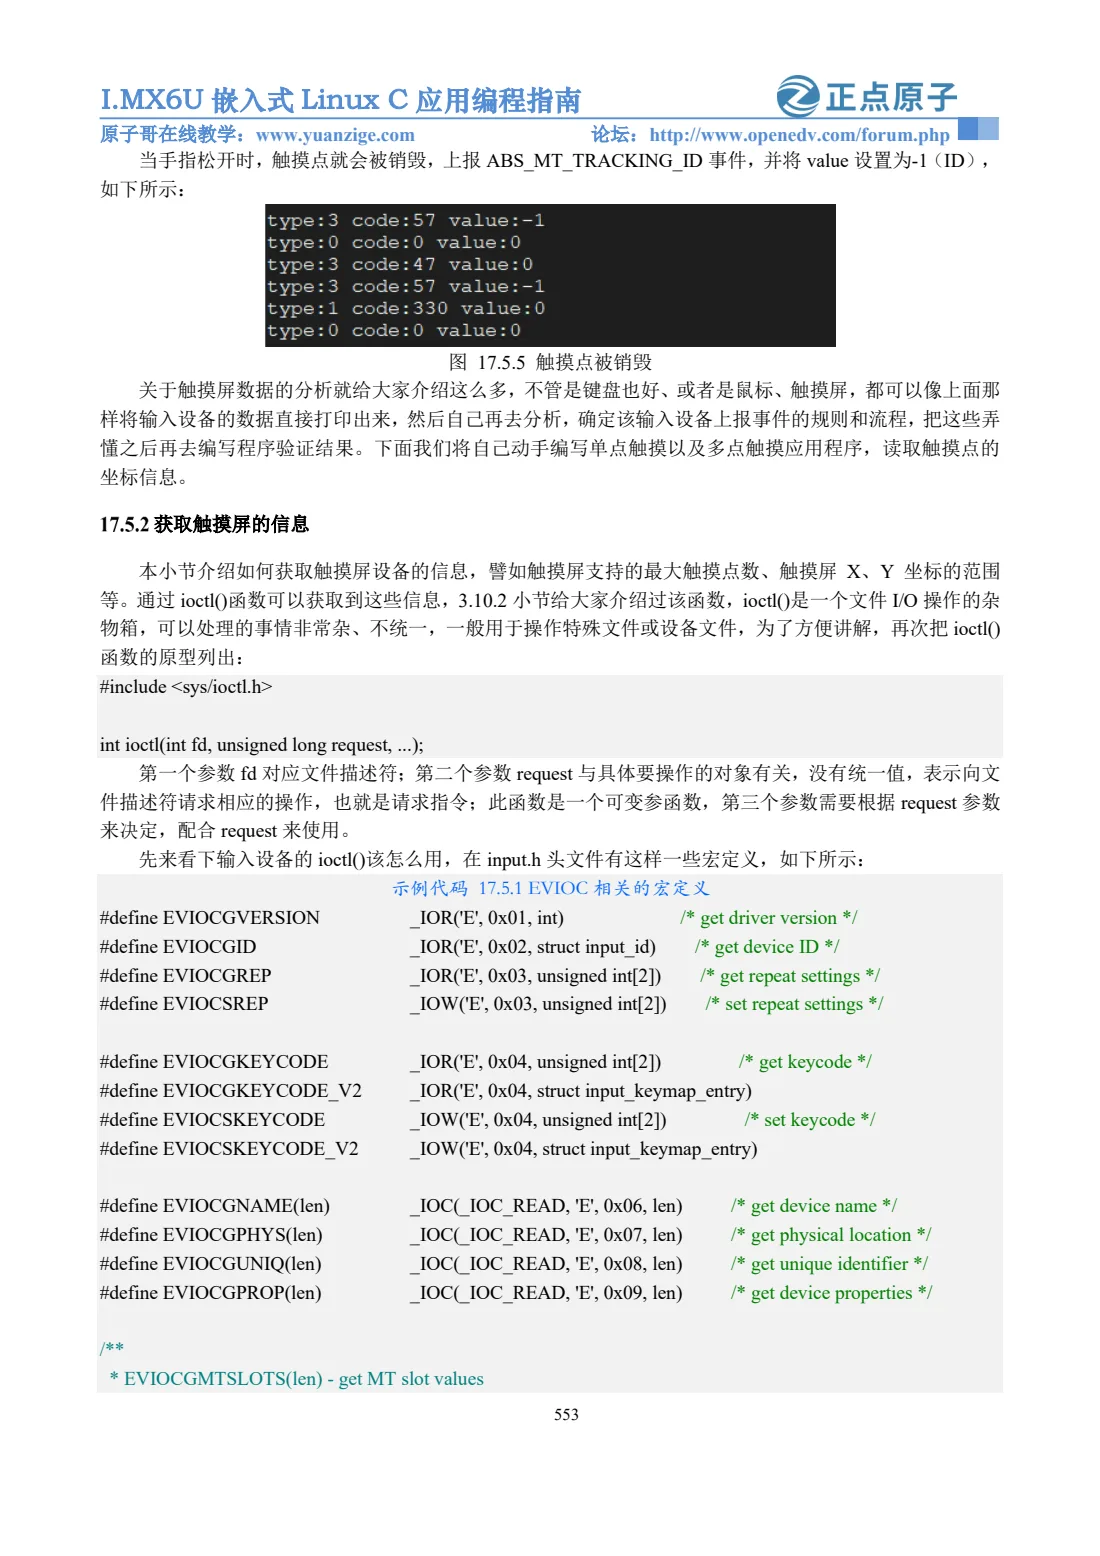 I.MX6U 嵌入式 Linux C 应用编程指南
正点原子
原子哥在线教学：www.yuanzige.com 论坛：http://www.openedv.com/forum.php
当手指松开时，触摸点就会被销毁，上报 ABS_MT_TRACKING_ID 事件，并将 value 设置为-1（ID），
如下所示：
type:3 code:57 value:-1
type:0 code:0 value:0
type:3 code:47 value:0
type:3 code:57 value:-1
type:1 code:330 value:0
type:0 code:0 value:0
图 17.5.5 触摸点被销毁
关于触摸屏数据的分析就给大家介绍这么多，不管是键盘也好、或者是鼠标、触摸屏，都可以像上面那
样将输入设备的数据直接打印出来，然后自己再去分析，确定该输入设备上报事件的规则和流程，把这些弄
懂之后再去编写程序验证结果。下面我们将自己动手编写单点触摸以及多点触摸应用程序，读取触摸点的
坐标信息。
17.5.2 获取触摸屏的信息
本小节介绍如何获取触摸屏设备的信息，譬如触摸屏支持的最大触摸点数、触摸屏 X、Y 坐标的范围
等。通过 ioctl()函数可以获取到这些信息，3.10.2 小节给大家介绍过该函数，ioctl()是一个文件 I/O 操作的杂
物箱，可以处理的事情非常杂、不统一，一般用于操作特殊文件或设备文件，为了方便讲解，再次把 ioctl()
函数的原型列出：
#include <sys/ioctl.h>
int ioctl(int fd, unsigned long request, ...);
第一个参数 fd 对应文件描述符；第二个参数 request 与具体要操作的对象有关，没有统一值，表示向文
件描述符请求相应的操作，也就是请求指令；此函数是一个可变参函数，第三个参数需要根据 request 参数
来决定，配合 request 来使用。
先来看下输入设备的 ioctl()该怎么用，在 input.h 头文件有这样一些宏定义，如下所示：
示例代码 17.5.1 EVIOC 相关的宏定义
#define EVIOCGVERSION _IOR('E', 0x01, int) /* get driver version */
#define EVIOCGID _IOR('E', 0x02, struct input_id) /* get device ID */
#define EVIOCGREP _IOR('E', 0x03, unsigned int[2]) /* get repeat settings */
#define EVIOCSREP _IOW('E', 0x03, unsigned int[2]) /* set repeat settings */
#define EVIOCGKEYCODE _IOR('E', 0x04, unsigned int[2]) /* get keycode */
#define EVIOCGKEYCODE_V2 _IOR('E', 0x04, struct input_keymap_entry)
#define EVIOCSKEYCODE _IOW('E', 0x04, unsigned int[2]) /* set keycode */
#define EVIOCSKEYCODE_V2 _IOW('E', 0x04, struct input_keymap_entry)
#define EVIOCGNAME(len) _IOC(_IOC_READ, 'E', 0x06, len) /* get device name */
#define EVIOCGPHYS(len) _IOC(_IOC_READ, 'E', 0x07, len) /* get physical location */
#define EVIOCGUNIQ(len) _IOC(_IOC_READ, 'E', 0x08, len) /* get unique identifier */
#define EVIOCGPROP(len) _IOC(_IOC_READ, 'E', 0x09, len) /* get device properties */
/**
* EVIOCGMTSLOTS(len) - get MT slot values
553